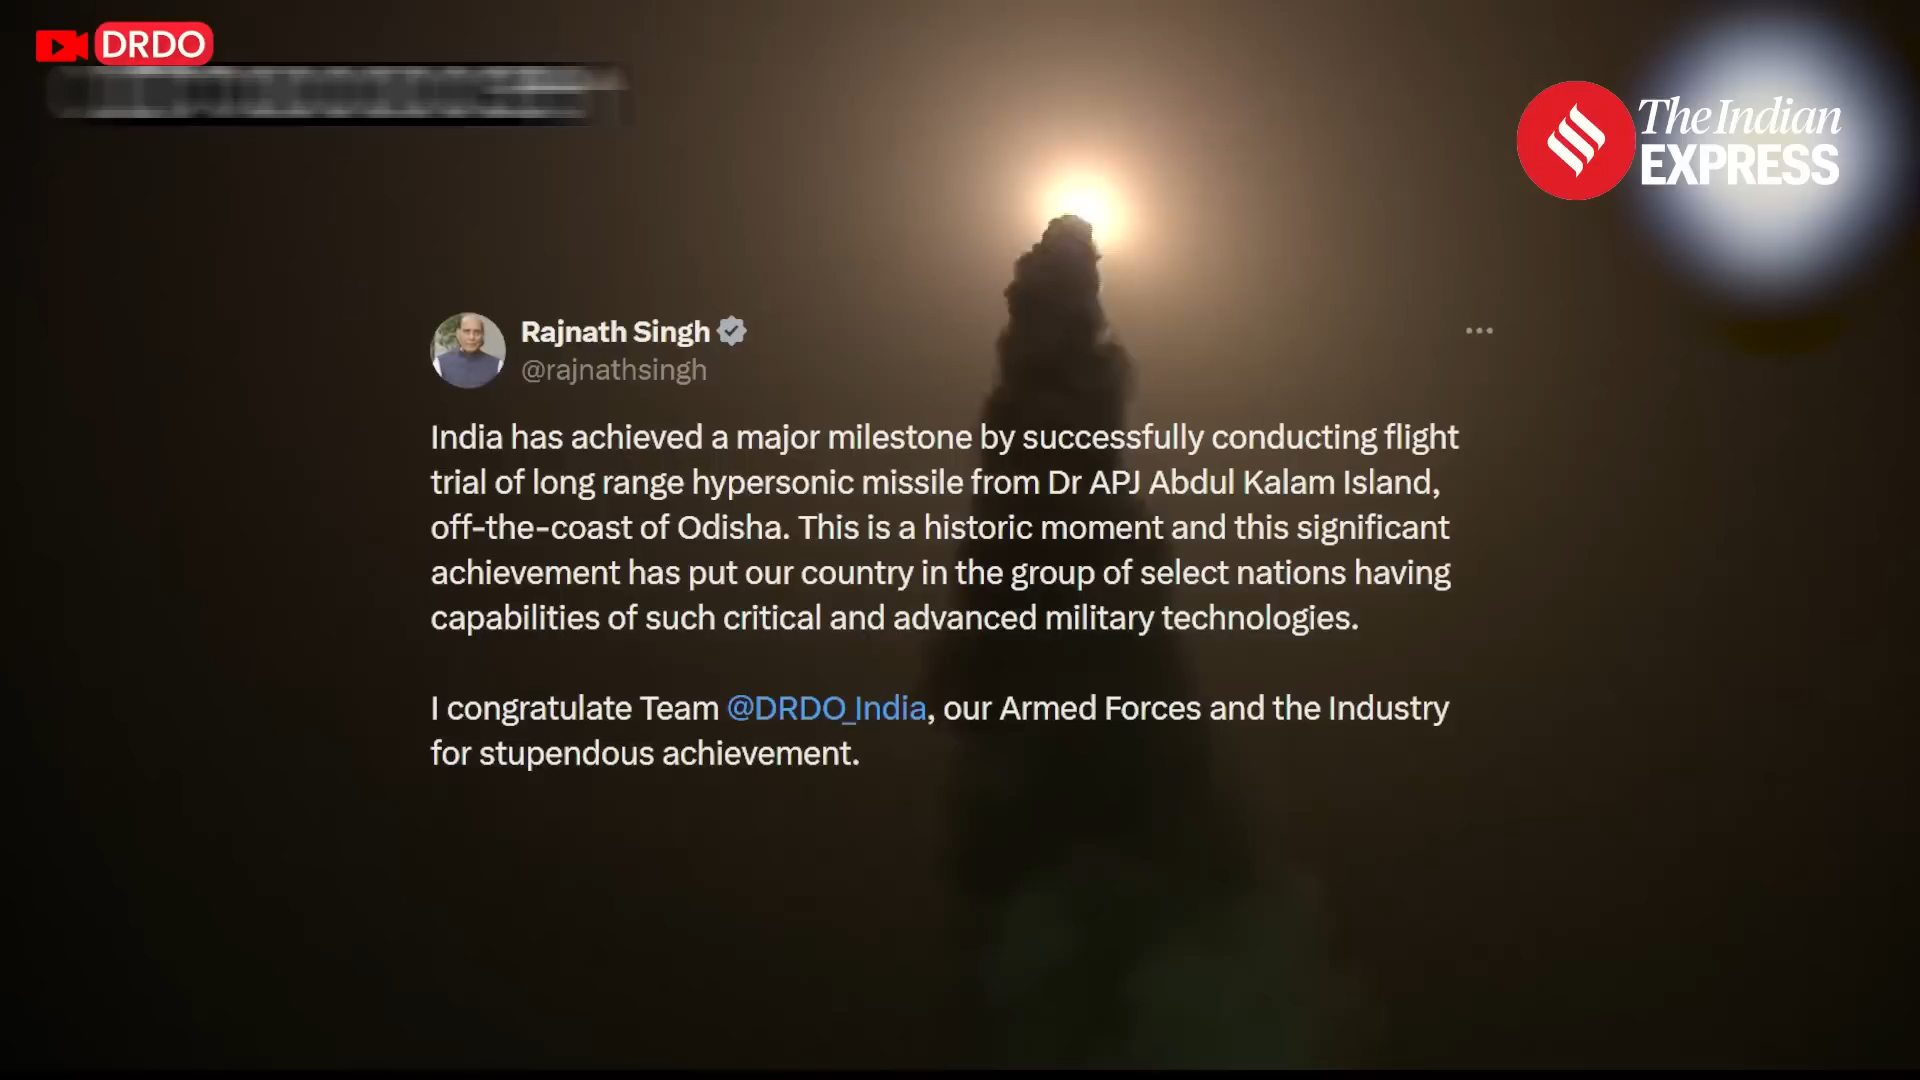 DRDO
The Indian
EXPRESS
Rajnath Singh
@rajnathsingh
India has achieved a major milestone by successfully conducting flight
trial of long range hypersonic missile from Dr APJ Abdul Kalam Island,
off-the-coast of Odisha. This is a historic moment and this significant
achievement has put our country in the group of select nations having
capabilities of such critical and advanced military technologies.
I congratulate Team @DRDO_India, our Armed Forces and the Industry
for stupendous achievement.